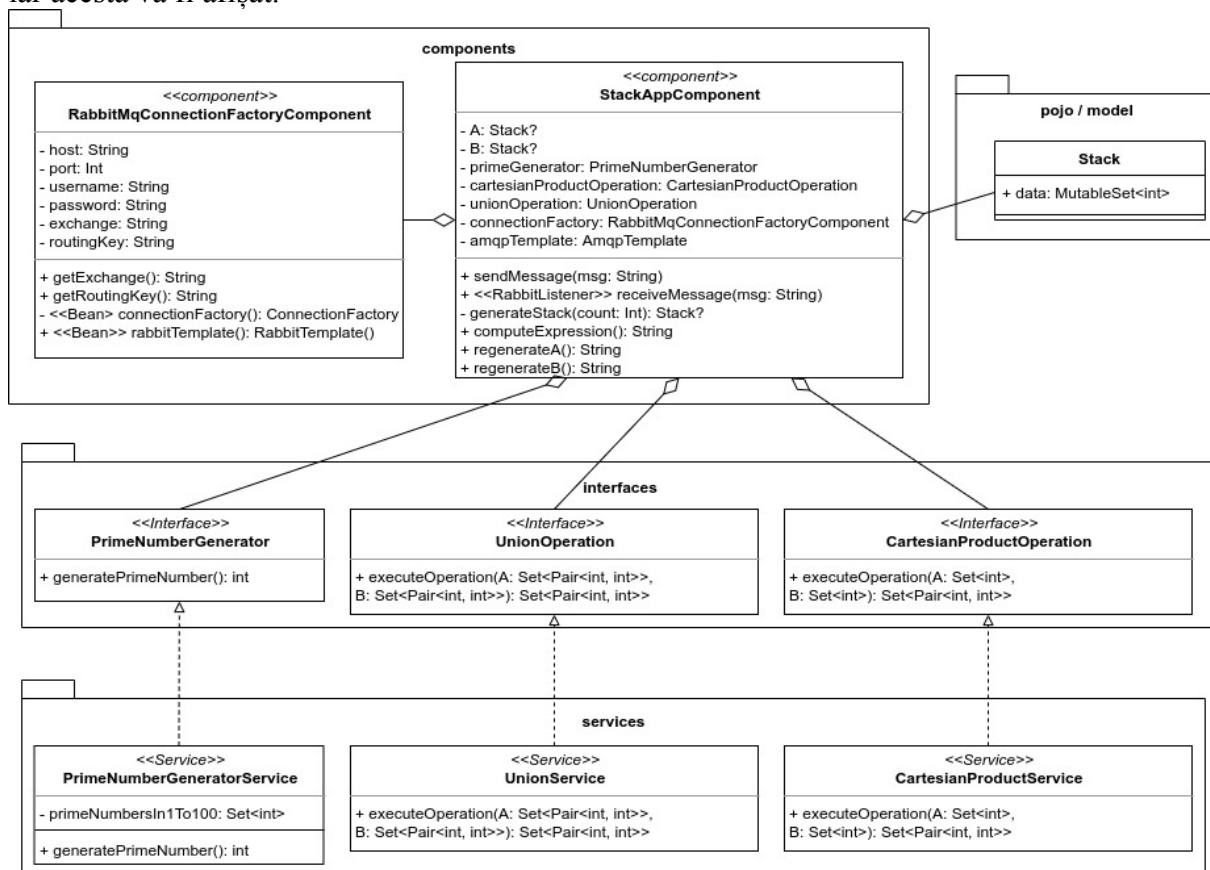 iar acesta va fi afișat.
components
<<component>>
RabbitMqConnectionFactoryComponent
- host: String
- port: Int
- username: String
- password: String
- exchange: String
- routingKey: String
+ getExchange(): String
+ getRoutingKey(): String
- <<Bean> connectionFactory(): ConnectionFactory
+ <<Bean>> rabbitTemplate(): RabbitTemplate()
<<component>>
StackAppComponent
- A: Stack?
- B: Stack?
- primeGenerator: PrimeNumberGenerator
- cartesianProductOperation: CartesianProductOperation
- unionOperation: UnionOperation
- connectionFactory: RabbitMqConnectionFactoryComponent
- amqpTemplate: AmqpTemplate
+ sendMessage(msg: String)
+ <<RabbitListener>> receiveMessage(msg: String)
- generateStack(count: Int): Stack?
+ computeExpression(): String
+ regenerateA(): String
+ regenerateB(): String
pojo / model
Stack
+ data: MutableSet<int>
interfaces
<<Interface>>
PrimeNumberGenerator
+ generatePrimeNumber(): int
<<Interface>>
UnionOperation
+ executeOperation(A: Set<Pair<int, int>>,
B: Set<Pair<int, int>>): Set<Pair<int, int>>
<<Interface>>
CartesianProductOperation
+ executeOperation(A: Set<int>,
B: Set<int>): Set<Pair<int, int>>
services
<<Service>>
PrimeNumberGeneratorService
- primeNumbersIn1To100: Set<int>
+ generatePrimeNumber(): int
<<Service>>
UnionService
+ executeOperation(A: Set<Pair<int, int>>,
B: Set<Pair<int, int>>): Set<Pair<int, int>>
<<Service>>
CartesianProductService
+ executeOperation(A: Set<int>,
B: Set<int>): Set<Pair<int, int>>